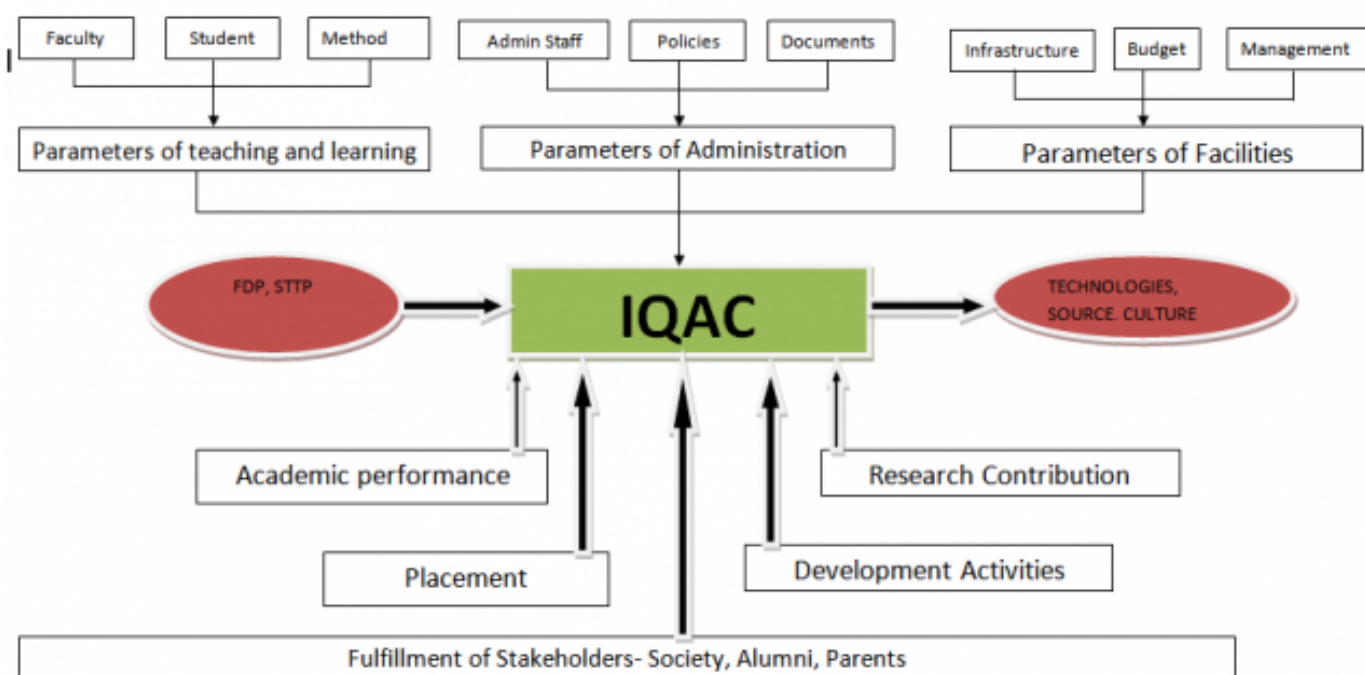 Faculty
Student
Method
Admin Staff
Policies
Documents
Infrastructure
Budget
Management
Parameters of teaching and learning
Parameters of Administration
Parameters of Facilities
FDP, STTP
IQAC
TECHNOLOGIES,
SOURCE. CULTURE
Academic performance
Research Contribution
Placement
Development Activities
Fulfillment of Stakeholders- Society, Alumni, Parents